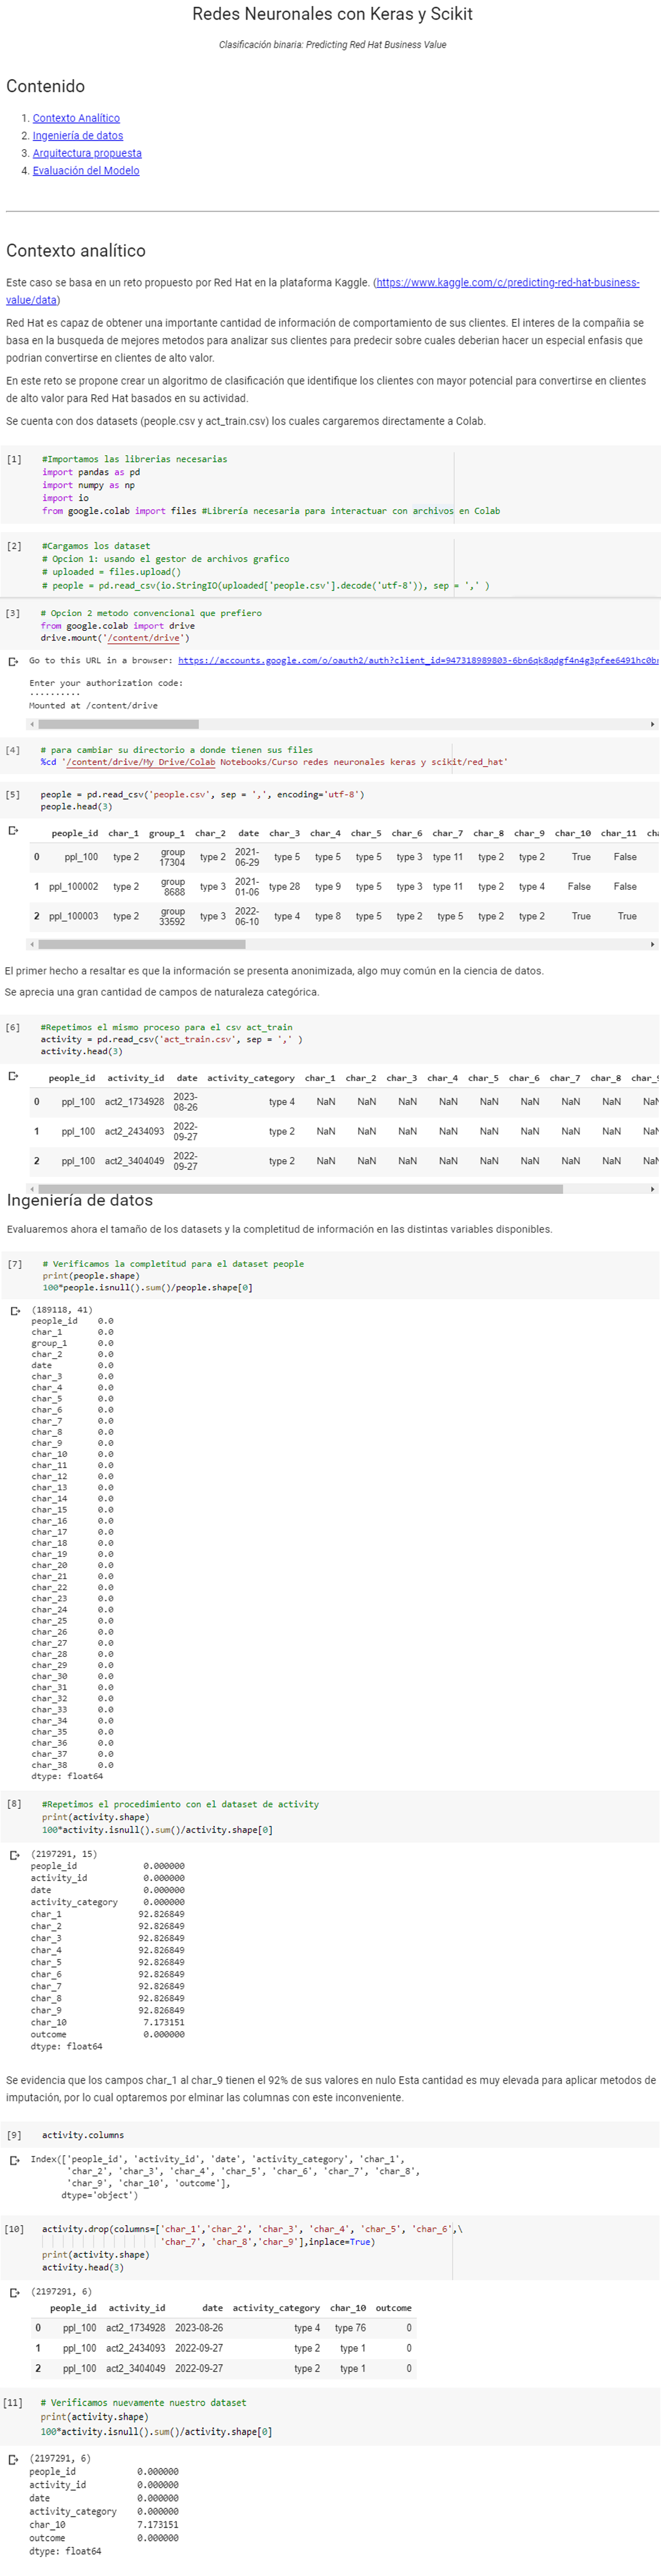 Redes Neuronales con Keras y Scikit
Clasificación binaria: Predicting Red Hat Business Value
Contenido
1. Contexto Analítico
2. Ingeniería de datos
3. Arquitectura propuesta
4. Evaluación del Modelo
Contexto analítico
Este caso se basa en un reto propuesto por Red Hat en la plataforma Kaggle. (https://www.kaggle.com/c/predicting-red-hat-business-
value/data)
Red Hat es capaz de obtener una importante cantidad de información de comportamiento de sus clientes. El interes de la compañia se
basa en la busqueda de mejores metodos para analizar sus clientes para predecir sobre cuales deberian hacer un especial enfasis que
podrian convertirse en clientes de alto valor.
En este reto se propone crear un algoritmo de clasificación que identifique los clientes con mayor potencial para convertirse en clientes
de alto valor para Red Hat basados en su actividad.
Se cuenta con dos datasets (people.csv y act_train.csv) los cuales cargaremos directamente a Colab.
[1] #Importamos las librerias necesarias
import pandas as pd
import numpy as np
import io
from google.colab import files #Librería necesaria para interactuar con archivos en Colab
[2] #Cargamos los dataset
# Opcion 1: usando el gestor de archivos grafico
# uploaded = files.upload()
# people = pd.read_csv(io.StringIO(uploaded['people.csv'].decode('utf-8')), sep = ',' )
[3] # Opcion 2 metodo convencional que prefiero
from google.colab import drive
drive.mount('/content/drive')
Go to this URL in a browser: https://accounts.google.com/o/oauth2/auth?client_id=947318989803-6bn6qk8qdgf4n4g3pfee6491hc0br
Enter your authorization code:
··········
Mounted at /content/drive
[4] # para cambiar su directorio a donde tienen sus files
%cd '/content/drive/My Drive/Colab Notebooks/Curso redes neuronales keras y scikit/red_hat'
[5] people = pd.read_csv('people.csv', sep = ',', encoding='utf-8')
people.head(3)
people_id char_1 group_1 char_2 date char_3 char_4 char_5 char_6 char_7 char_8 char_9 char_10 char_11 cha
0 ppl_100 type 2 group 17304 type 2 2021-06-29 type 5 type 5 type 5 type 3 type 11 type 2 type 2 True False
1 ppl_100002 type 2 group 8688 type 3 2021-01-06 type 28 type 9 type 5 type 3 type 11 type 2 type 4 False False
2 ppl_100003 type 2 group 33592 type 3 2022-06-10 type 4 type 8 type 5 type 2 type 5 type 2 type 2 True True
El primer hecho a resaltar es que la información se presenta anonimizada, algo muy común en la ciencia de datos.
Se aprecia una gran cantidad de campos de naturaleza categórica.
[6] #Repetimos el mismo proceso para el csv act_train
activity = pd.read_csv('act_train.csv', sep = ',' )
activity.head(3)
people_id activity_id date activity_category char_1 char_2 char_3 char_4 char_5 char_6 char_7 char_8 char_9
0 ppl_100 act2_1734928 2023-08-26 type 4 NaN NaN NaN NaN NaN NaN NaN NaN NaN
1 ppl_100 act2_2434093 2022-09-27 type 2 NaN NaN NaN NaN NaN NaN NaN NaN NaN
2 ppl_100 act2_3404049 2022-09-27 type 2 NaN NaN NaN NaN NaN NaN NaN NaN NaN
Ingeniería de datos
Evaluaremos ahora el tamaño de los datasets y la completitud de información en las distintas variables disponibles.
[7] # Verificamos la completitud para el dataset people
print(people.shape)
100*people.isnull().sum()/people.shape[0]
(189118, 41)
people_id 0.0
char_1 0.0
group_1 0.0
char_2 0.0
date 0.0
char_3 0.0
char_4 0.0
char_5 0.0
char_6 0.0
char_7 0.0
char_8 0.0
char_9 0.0
char_10 0.0
char_11 0.0
char_12 0.0
char_13 0.0
char_14 0.0
char_15 0.0
char_16 0.0
char_17 0.0
char_18 0.0
char_19 0.0
char_20 0.0
char_21 0.0
char_22 0.0
char_23 0.0
char_24 0.0
char_25 0.0
char_26 0.0
char_27 0.0
char_28 0.0
char_29 0.0
char_30 0.0
char_31 0.0
char_32 0.0
char_33 0.0
char_34 0.0
char_35 0.0
char_36 0.0
char_37 0.0
char_38 0.0
dtype: float64
[8] #Repetimos el procedimiento con el dataset de activity
print(activity.shape)
100*activity.isnull().sum()/activity.shape[0]
(2197291, 15)
people_id 0.000000
activity_id 0.000000
date 0.000000
activity_category 0.000000
char_1 92.826849
char_2 92.826849
char_3 92.826849
char_4 92.826849
char_5 92.826849
char_6 92.826849
char_7 92.826849
char_8 92.826849
char_9 92.826849
char_10 7.173151
outcome 0.000000
dtype: float64
Se evidencia que los campos char_1 al char_9 tienen el 92% de sus valores en nulo Esta cantidad es muy elevada para aplicar metodos de
imputación, por lo cual optaremos por elminar las columnas con este inconveniente.
[9] activity.columns
Index(['people_id', 'activity_id', 'date', 'activity_category', 'char_1',
'char_2', 'char_3', 'char_4', 'char_5', 'char_6', 'char_7', 'char_8',
'char_9', 'char_10', 'outcome'],
dtype='object')
[10] activity.drop(columns=['char_1','char_2', 'char_3', 'char_4', 'char_5', 'char_6',\
'char_7', 'char_8','char_9'],inplace=True)
print(activity.shape)
activity.head(3)
(2197291, 6)
people_id activity_id date activity_category char_10 outcome
0 ppl_100 act2_1734928 2023-08-26 type 4 type 76 0
1 ppl_100 act2_2434093 2022-09-27 type 2 type 1 0
2 ppl_100 act2_3404049 2022-09-27 type 2 type 1 0
[11] # Verificamos nuevamente nuestro dataset
print(activity.shape)
100*activity.isnull().sum()/activity.shape[0]
(2197291, 6)
people_id 0.000000
activity_id 0.000000
date 0.000000
activity_category 0.000000
char_10 7.173151
outcome 0.000000
dtype: float64